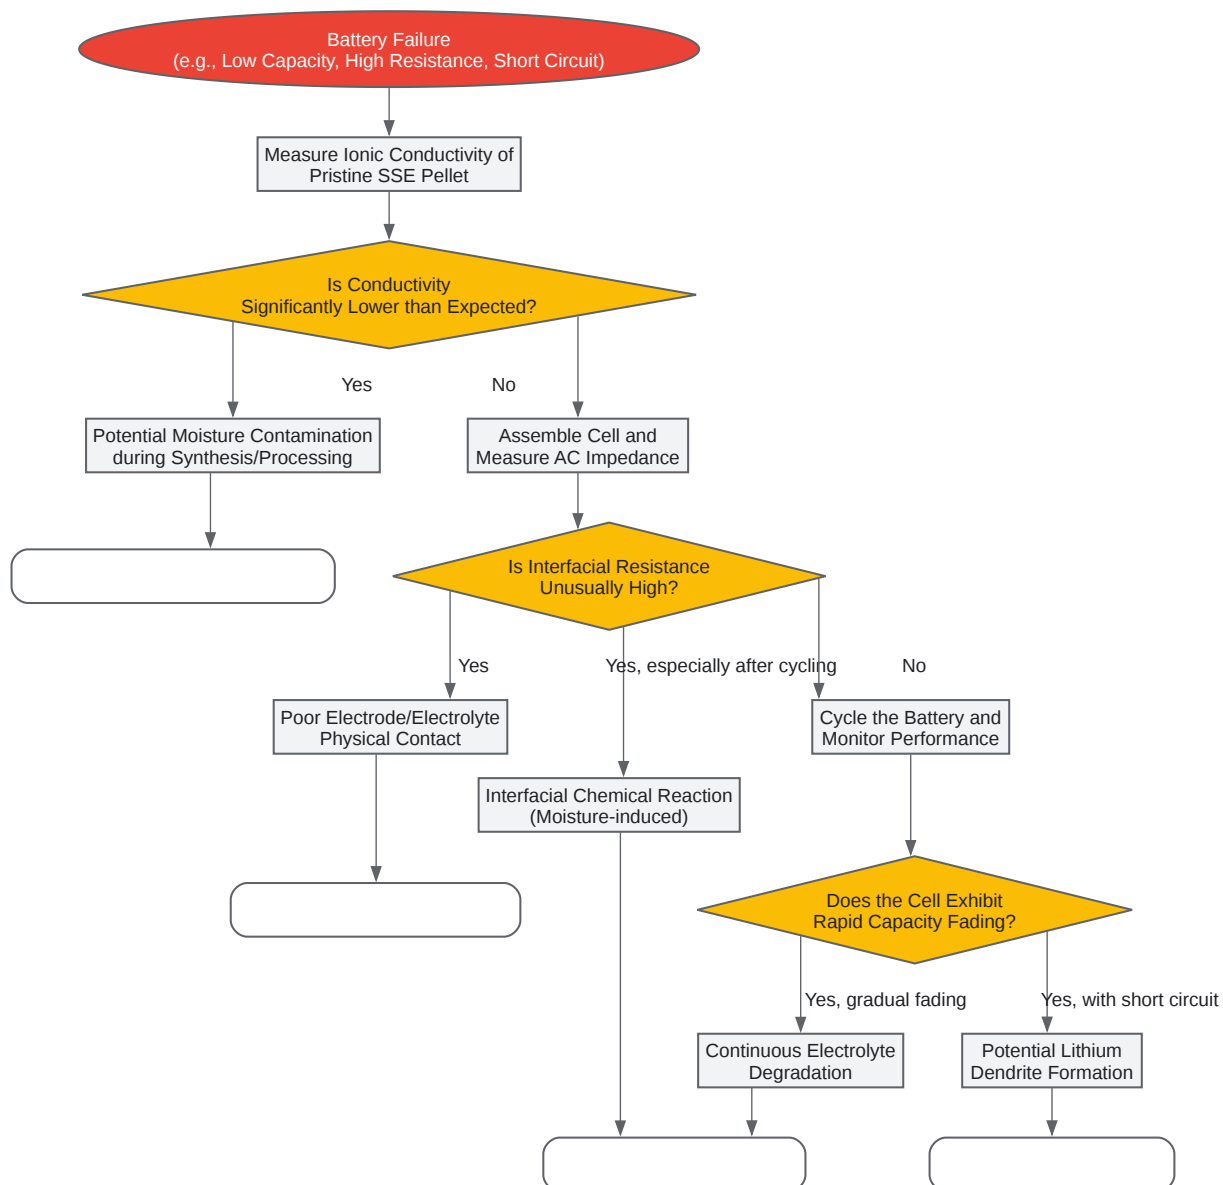 Battery Failure
(e.g., Low Capacity, High Resistance, Short Circuit)
Measure Ionic Conductivity of
Pristine SSE Pellet
Is Conductivity
Significantly Lower than Expected?
Yes
No
Potential Moisture Contamination
during Synthesis/Processing
Assemble Cell and
Measure AC Impedance
Is Interfacial Resistance
Unusually High?
Yes
Yes, especially after cycling
No
Poor Electrode/Electrolyte
Physical Contact
Cycle the Battery and
Monitor Performance
Interfacial Chemical Reaction
(Moisture-induced)
Does the Cell Exhibit
Rapid Capacity Fading?
Yes, gradual fading
Yes, with short circuit
Continuous Electrolyte
Degradation
Potential Lithium
Dendrite Formation